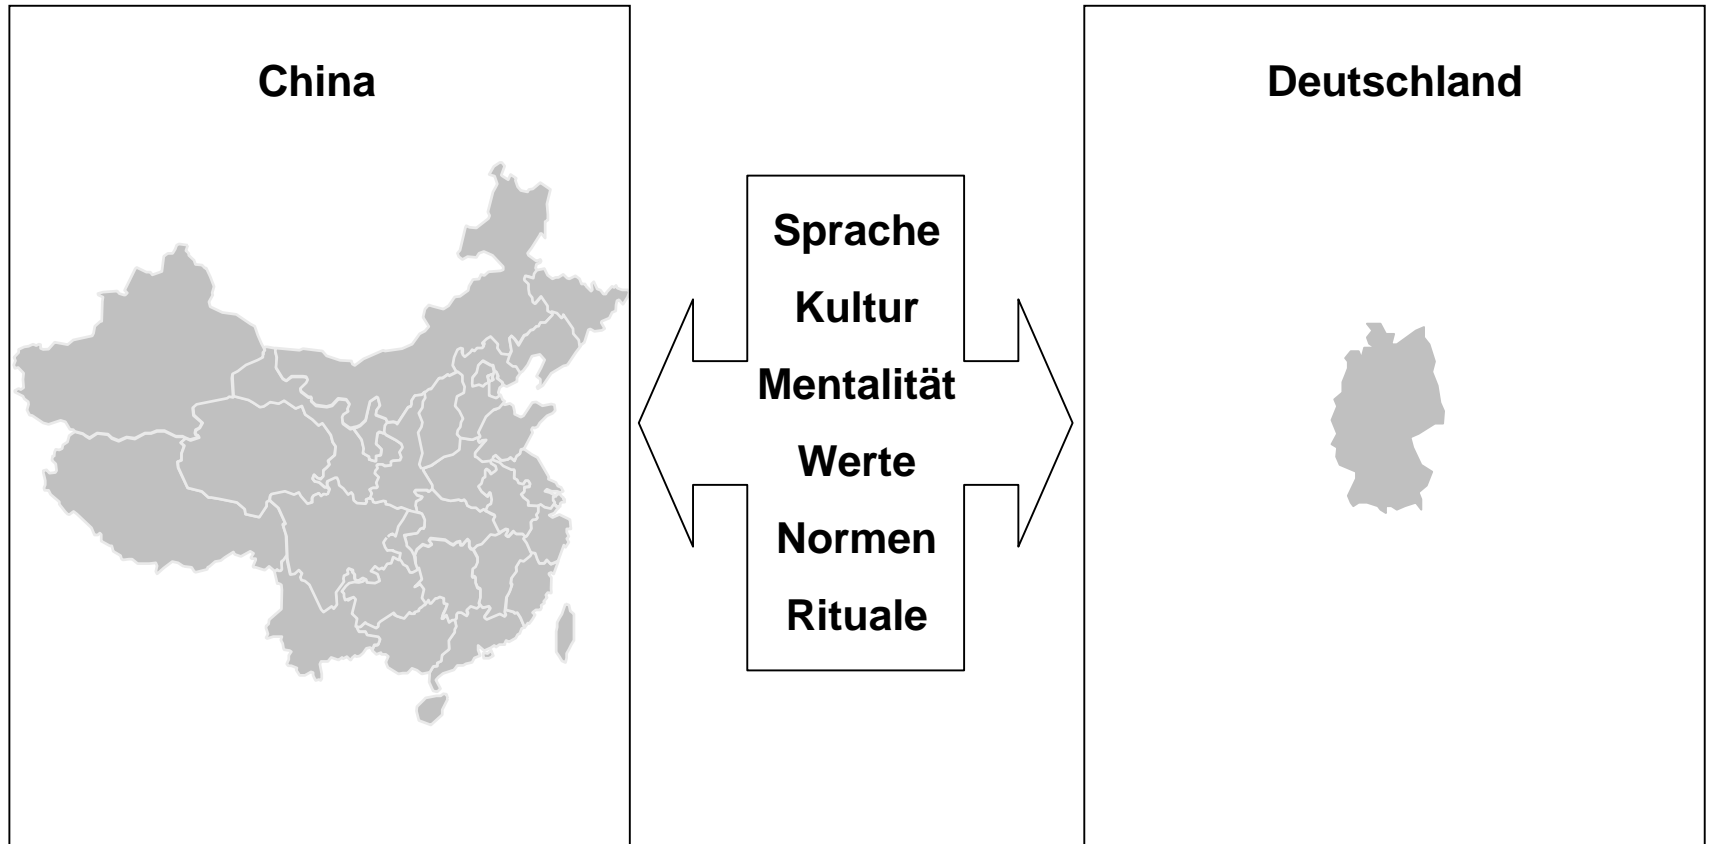 China
Sprache
Kultur
Mentalität
Werte
Normen
Rituale
Deutschland